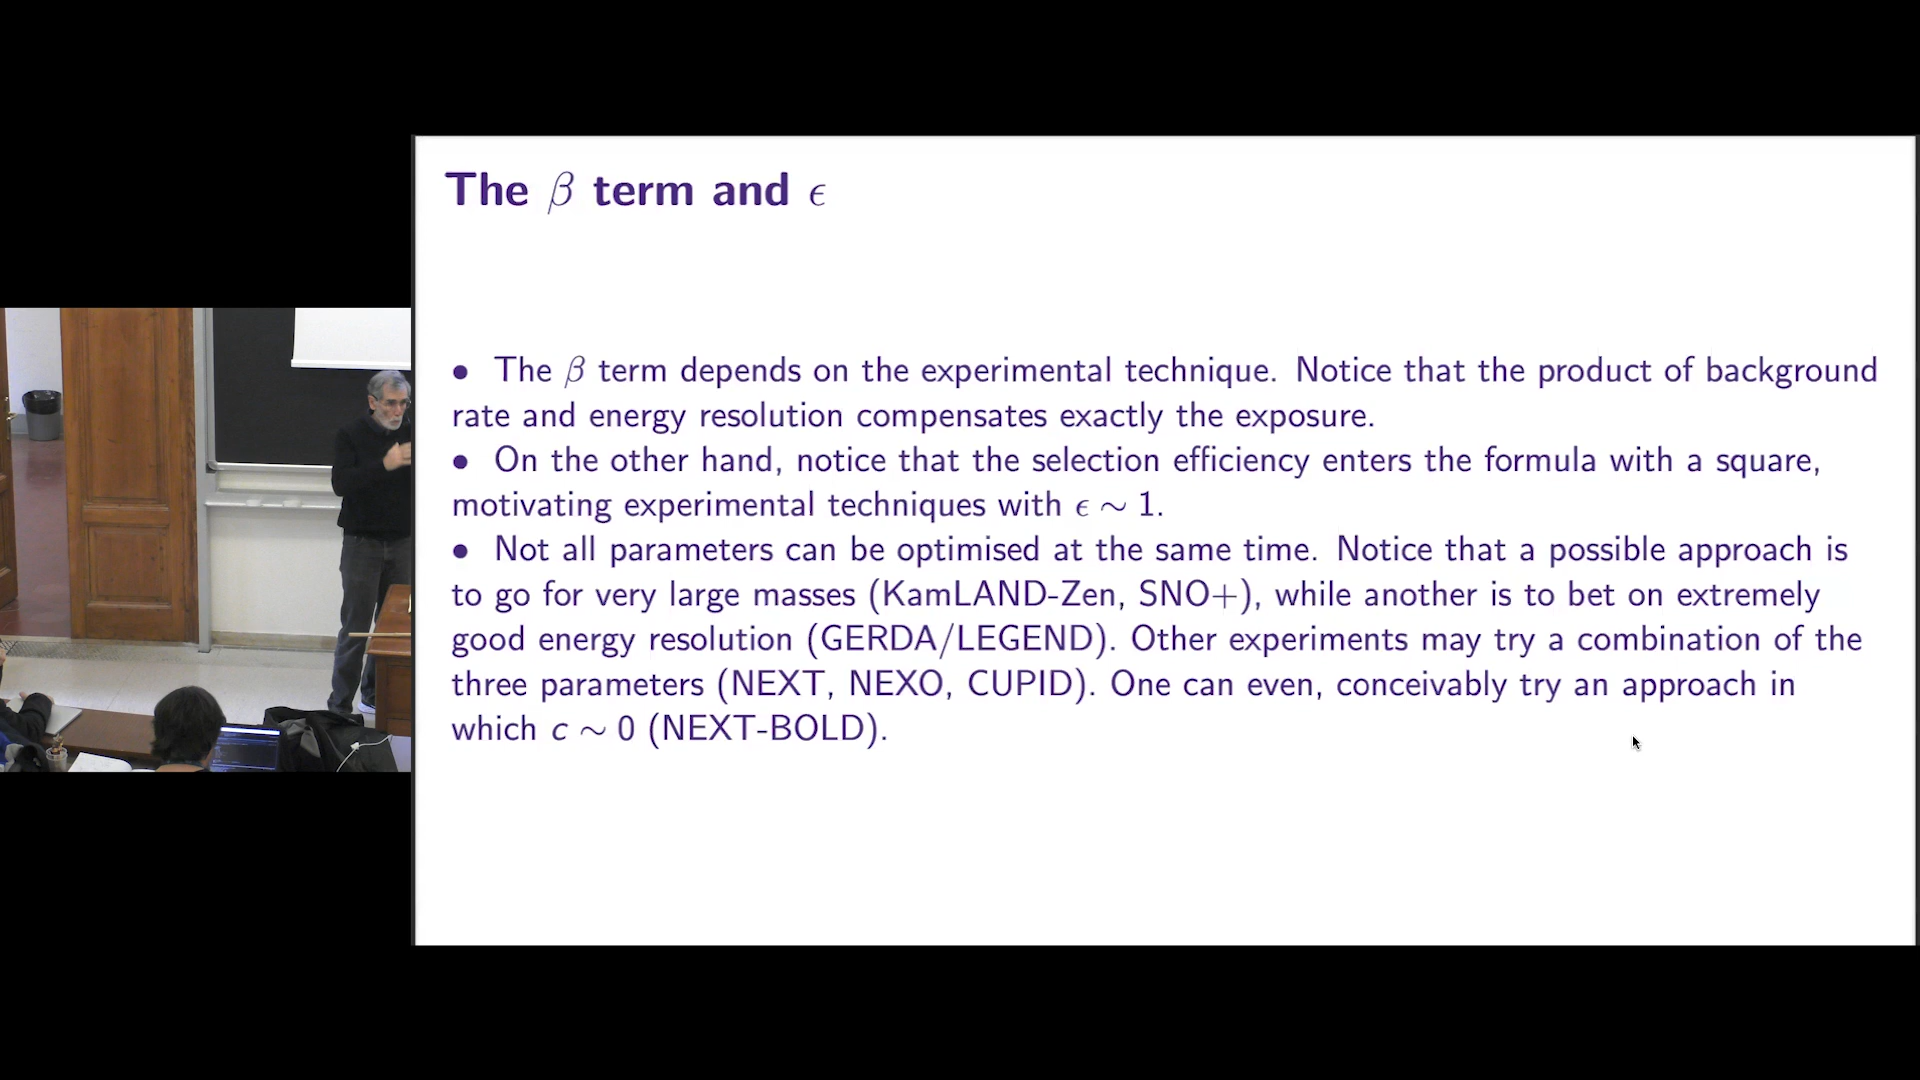 The β term and ϵ
• The β term depends on the experimental technique. Notice that the product of background
rate and energy resolution compensates exactly the exposure.
• On the other hand, notice that the selection efficiency enters the formula with a square,
motivating experimental techniques with ϵ ∼ 1.
• Not all parameters can be optimised at the same time. Notice that a possible approach is
to go for very large masses (KamLAND-Zen, SNO+), while another is to bet on extremely
good energy resolution (GERDA/LEGEND). Other experiments may try a combination of the
three parameters (NEXT, NEXO, CUPID). One can even, conceivably try an approach in
which c ∼ 0 (NEXT-BOLD).